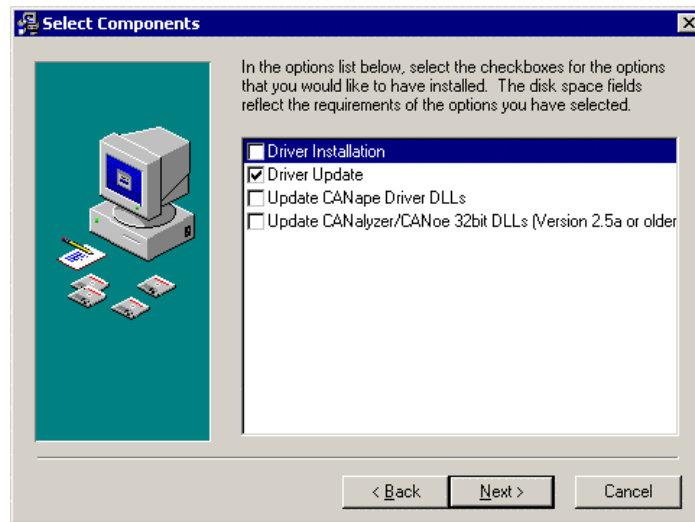 Select Components
In the options list below, select the checkboxes for the options
that you would like to have installed. The disk space fields
reflect the requirements of the options you have selected.
Driver Installation
Driver Update
Update CANape Driver DLLs
Update CANalyzer/CANoe 32bit DLLs (Version 2.5a or older
< Back
Next >
Cancel